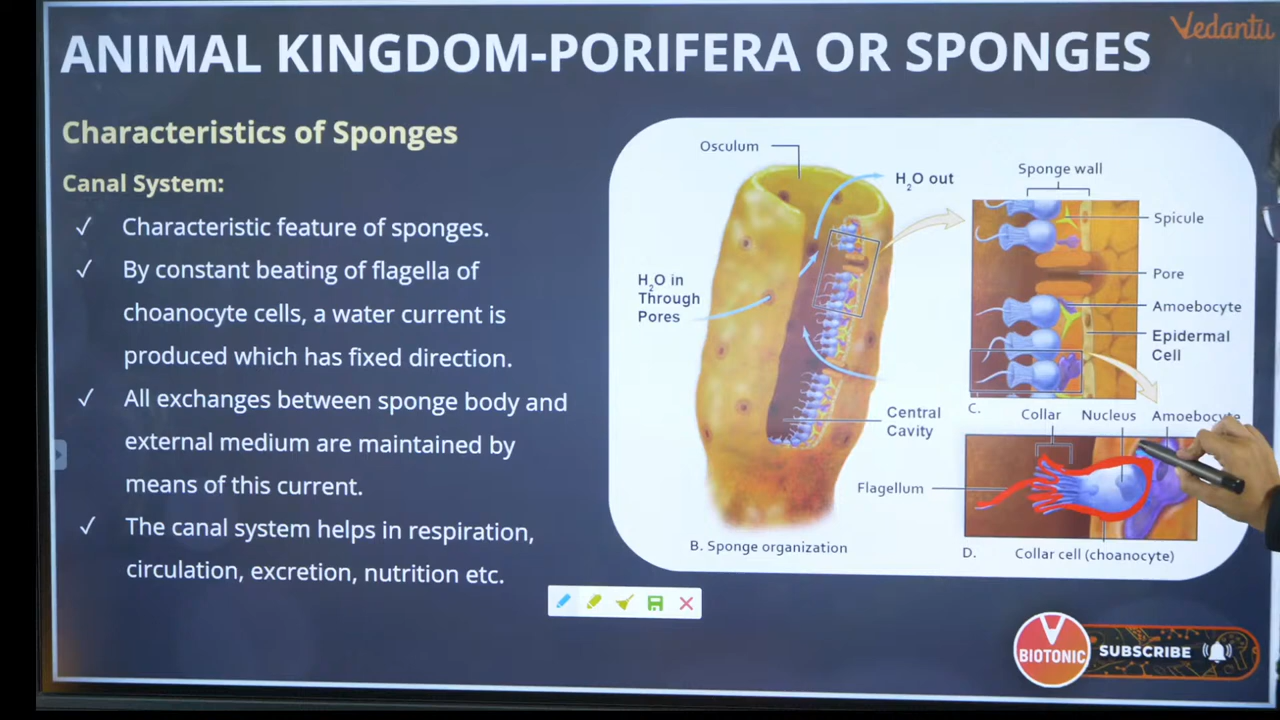 Vedantu
ANIMAL KINGDOM-PORIFERA OR SPONGES
Characteristics of Sponges
Canal System:
✓ Characteristic feature of sponges.
✓ By constant beating of flagella of
choanocyte cells, a water current is
produced which has fixed direction.
✓ All exchanges between sponge body and
external medium are maintained by
means of this current.
✓ The canal system helps in respiration,
circulation, excretion, nutrition etc.
Osculum
H₂O out
H₂O in
Through
Pores
Central
Cavity
B. Sponge organization
Sponge wall
Spicule
Pore
Amoebocyte
Epidermal
Cell
C.
Collar
Nucleus
Amoebocyte
Flagellum
D.
Collar cell (choanocyte)
BIOTONIC
SUBSCRIBE